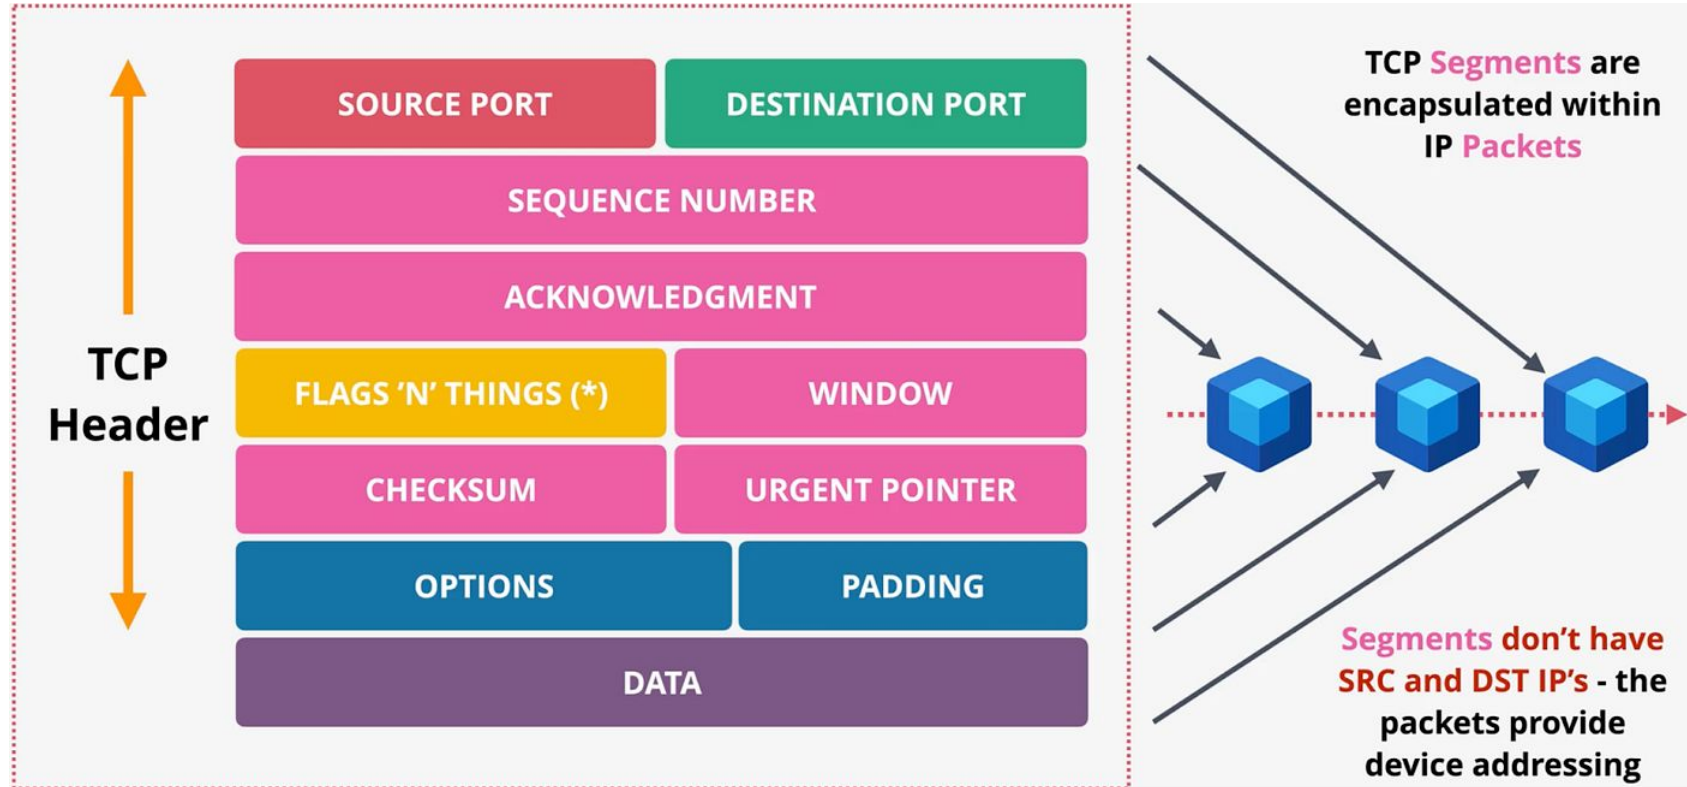 TCP Segments are
encapsulated within
IP Packets
SOURCE PORT
DESTINATION PORT
SEQUENCE NUMBER
ACKNOWLEDGMENT
TCP
Header
FLAGS ’N’ THINGS (*)
WINDOW
CHECKSUM
URGENT POINTER
OPTIONS
PADDING
DATA
Segments don’t have
SRC and DST IP’s - the
packets provide
device addressing